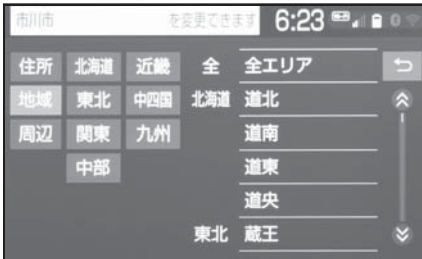 市川市 を変更できます 6:23
住所 北海道 近畿 全 全エリア
地域 東北 中四国 北海道 道北
周辺 関東 九州 道南
中部 道東
道央
東北 蔵王